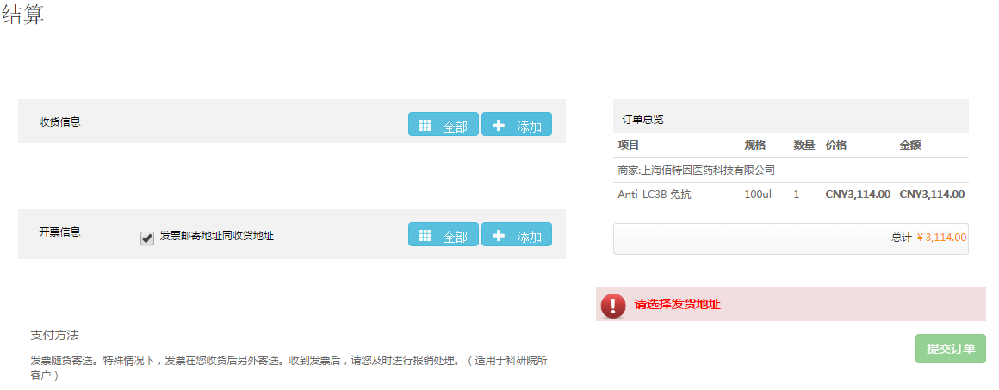 结算
收货信息
全部
添加
开票信息
发票邮寄地址同收货地址
全部
添加
支付方法
发票随货寄送。特殊情况下，发票在您收货后另外寄送。收到发票后，请您及时进行报销处理。（适用于科研院所
客户）
订单总览
项目 规格 数量 价格 金额
商家:上海佰特因医药科技有限公司
Anti-LC3B 兔抗 100ul 1 CNY3,114.00 CNY3,114.00
总计 ¥3,114.00
请选择发货地址
提交订单